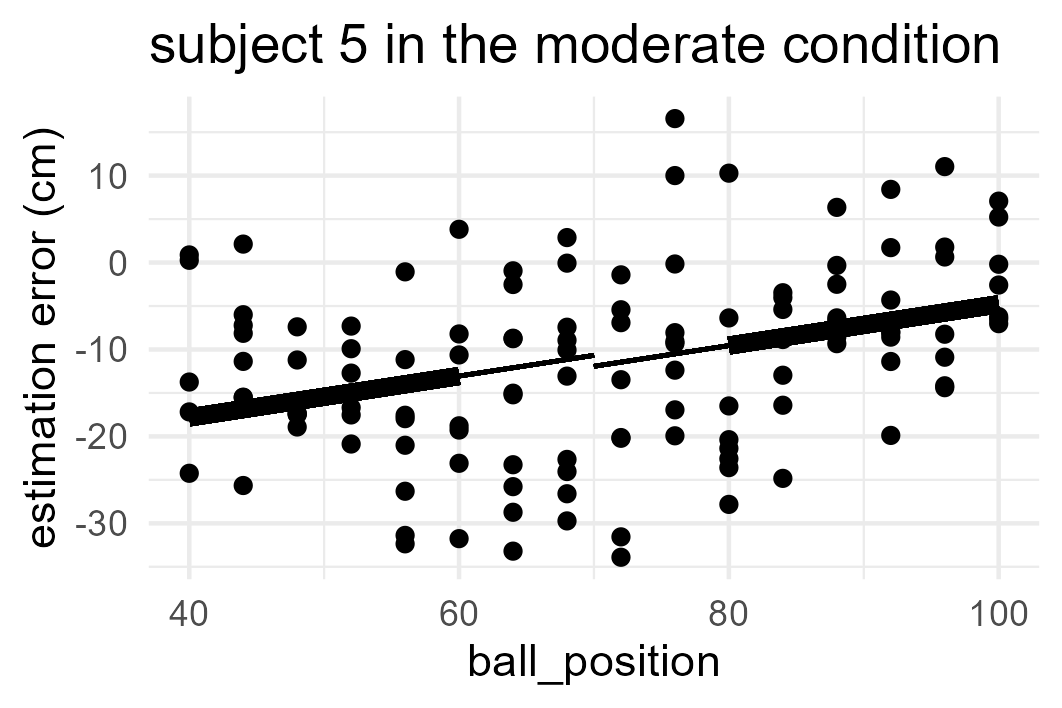 subject 5 in the moderate condition
estimation error (cm)
10
0
-10
-20
-30
40 60 80 100
ball_position